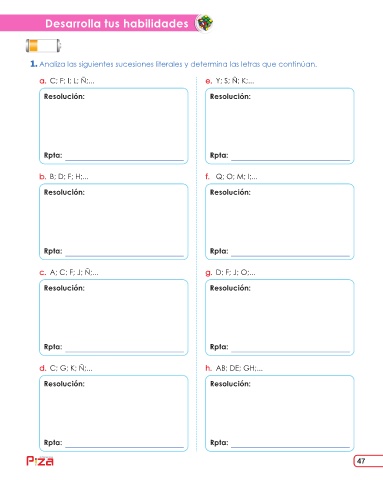 Desarrolla tus habilidades
1. Analiza las siguientes sucesiones literales y determina las letras que continúan.
a. C; F; I; L; Ñ;...
Resolución:
Rpta:
b. B; D; F; H;...
Resolución:
Rpta:
c. A; C; F; J; Ñ;...
Resolución:
Rpta:
d. C; G; K; Ñ;...
Resolución:
Rpta:
e. Y; S; Ñ; K;...
Resolución:
Rpta:
f. Q; O; M; I;...
Resolución:
Rpta:
g. D; F; J; O;...
Resolución:
Rpta:
h. AB; DE; GH;...
Resolución:
Rpta:
Piza
47